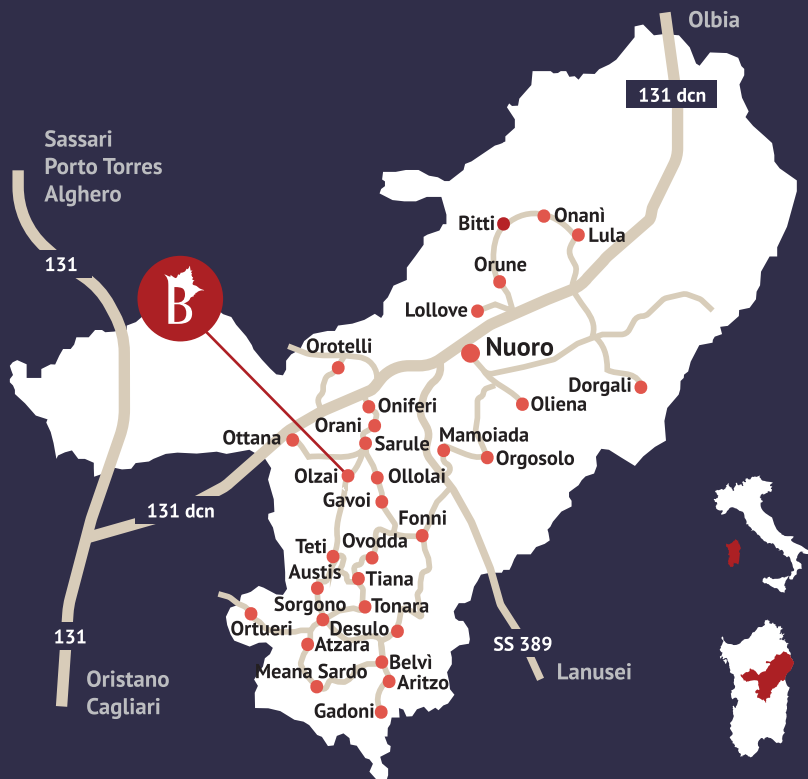 Olbia
131 dcn
Sassari
Porto Torres
Alghero
131
B
Bitti
Onanì
Lula
Orune
Lollove
Nuoro
Orotelli
Dorgali
Oliena
Oniferi
Orani
Ottana
Sarule
Mamoiada
Orgosolo
Olzai
Ollolai
Gavoi
131 dcn
Fonni
Teti
Ovodda
Austis
Tiana
Sorgono
Tonara
Ortueri
Desulo
131
Atzara
SS 389
Belvì
Meana Sardo
Lanusei
Oristano
Cagliari
Aritzo
Gadoni